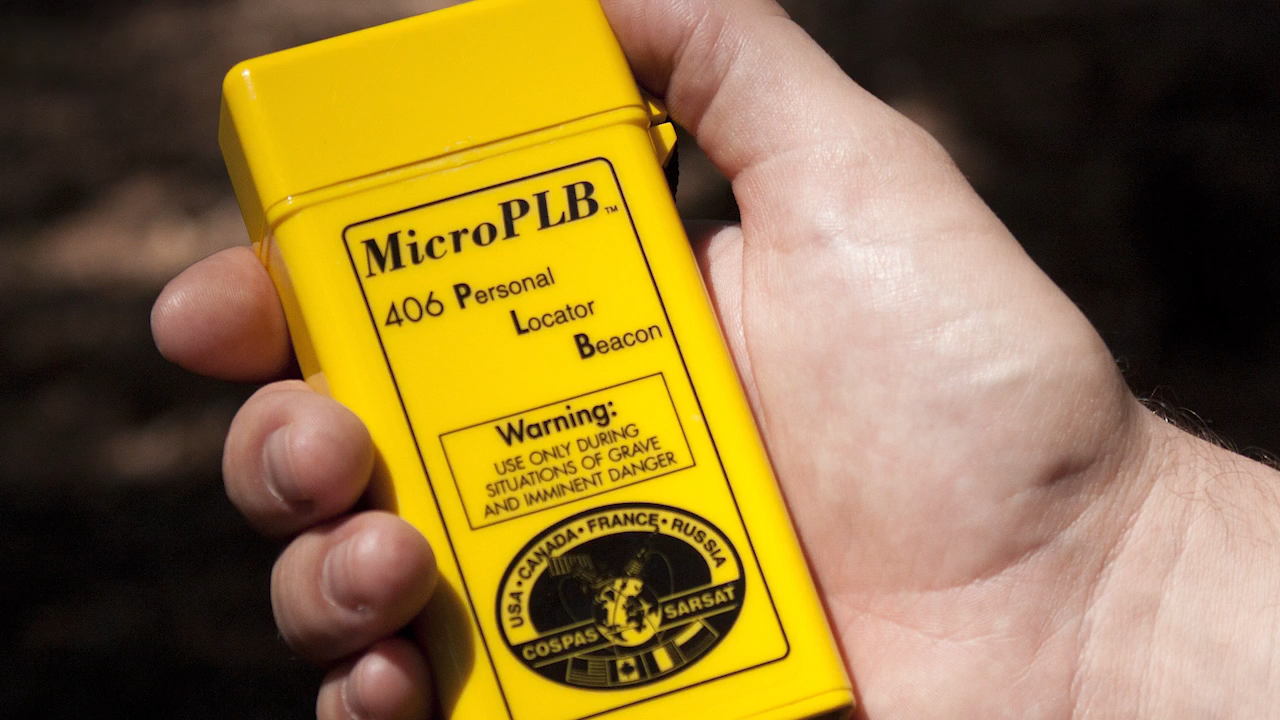 MicroPLB™
406 Personal
Locator
Beacon
Warning:
USE ONLY DURING
SITUATIONS OF GRAVE
AND IMMINENT DANGER
USA • CANADA • FRANCE • RUSSIA
COSPAS SARSAT